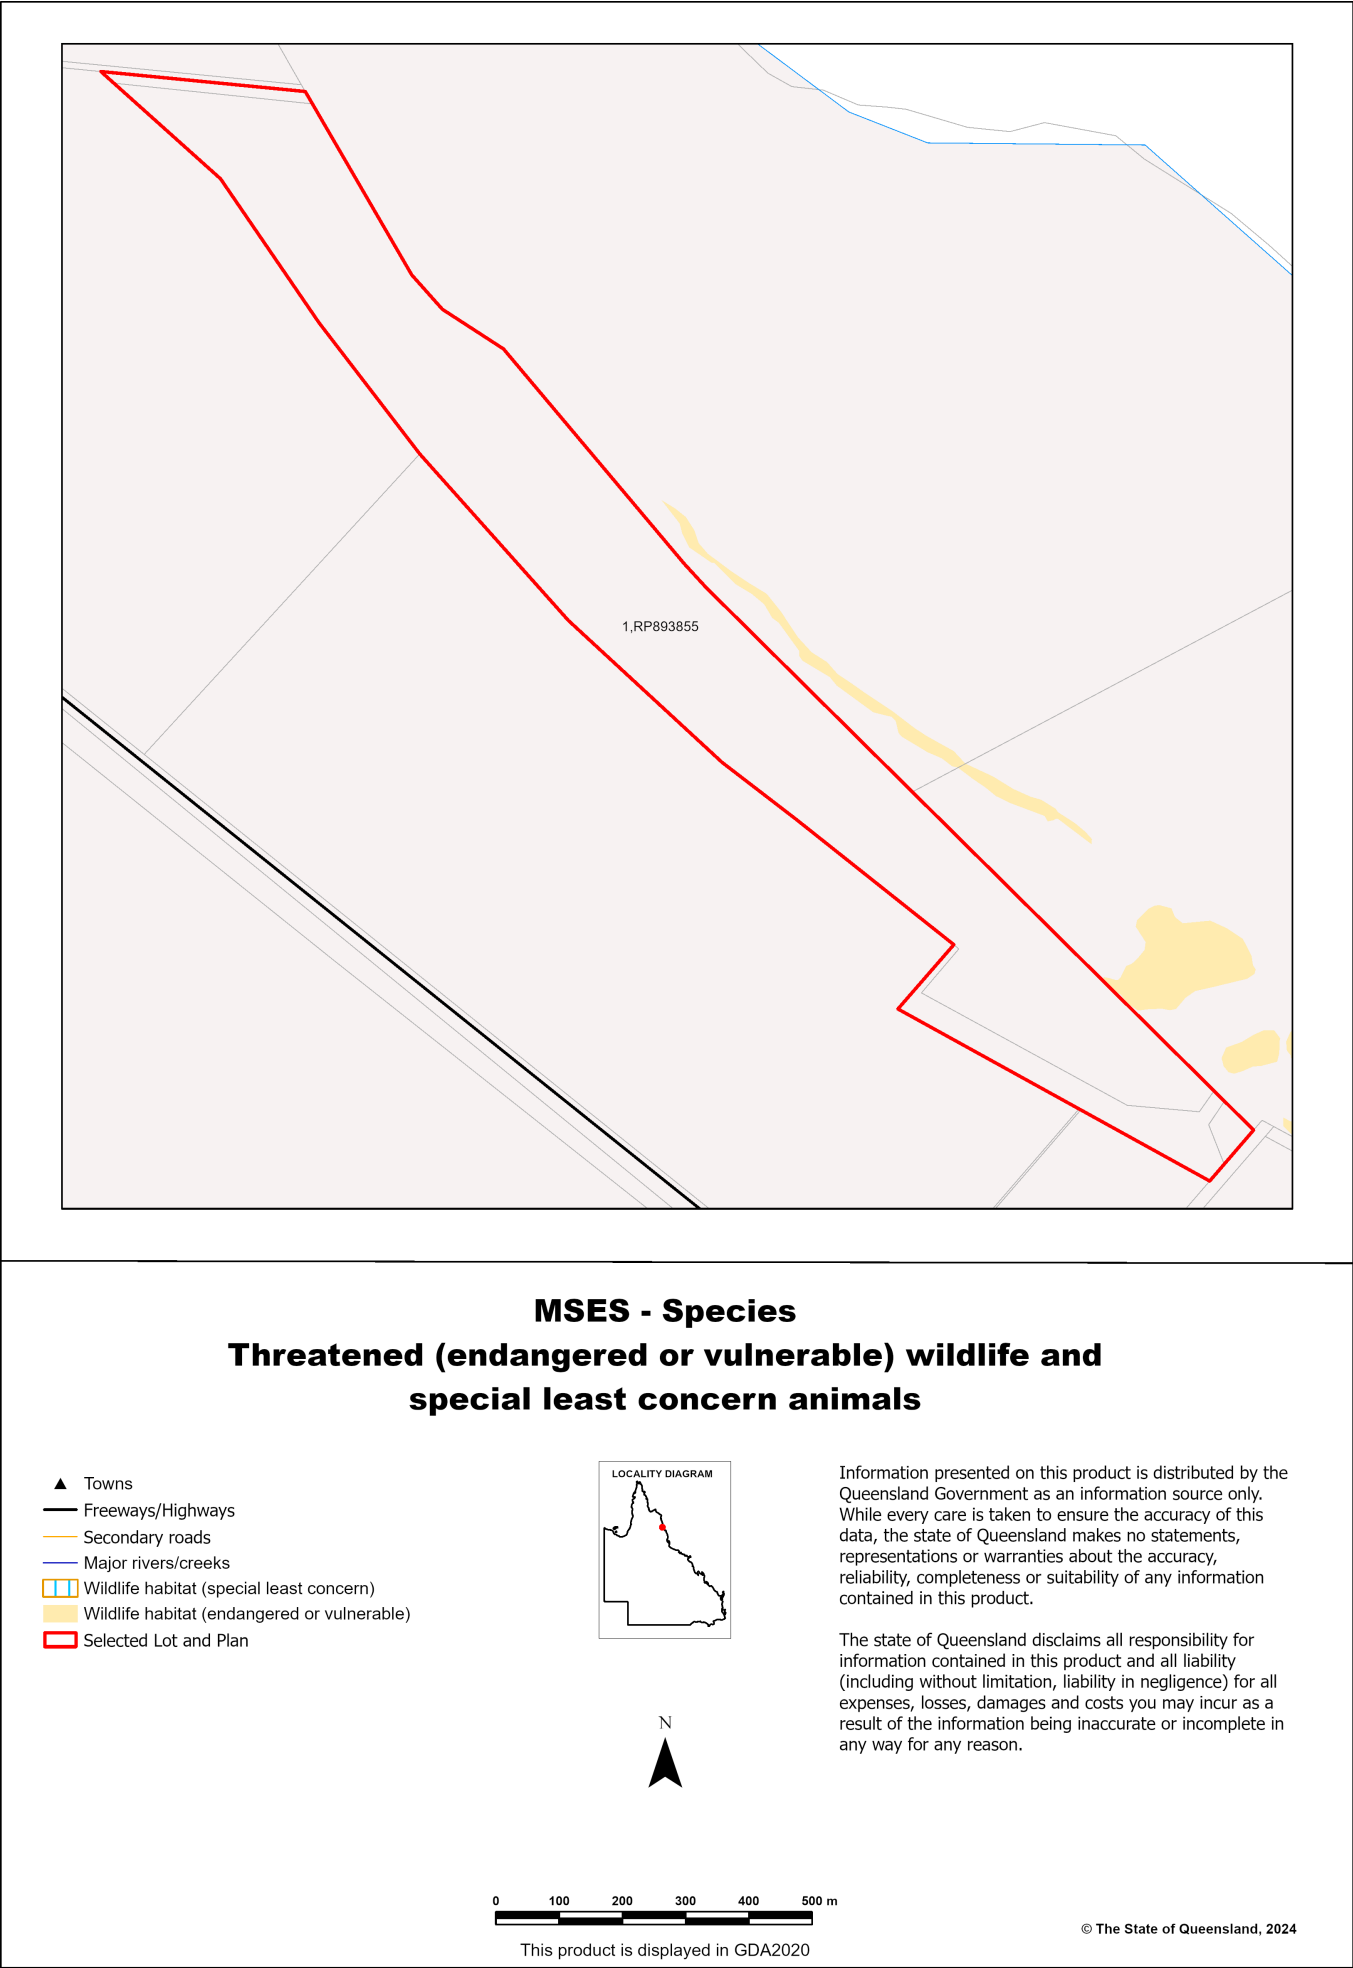 1,RP893855
MSES - Species
Threatened (endangered or vulnerable) wildlife and
special least concern animals
Towns
Freeways/Highways
Secondary roads
Major rivers/creeks
Wildlife habitat (special least concern)
Wildlife habitat (endangered or vulnerable)
Selected Lot and Plan
LOCALITY DIAGRAM
N
Information presented on this product is distributed by the
Queensland Government as an information source only.
While every care is taken to ensure the accuracy of this
data, the state of Queensland makes no statements,
representations or warranties about the accuracy,
reliability, completeness or suitability of any information
contained in this product.
The state of Queensland disclaims all responsibility for
information contained in this product and all liability
(including without limitation, liability in negligence) for all
expenses, losses, damages and costs you may incur as a
result of the information being inaccurate or incomplete in
any way for any reason.
0 100 200 300 400 500 m
This product is displayed in GDA2020
© The State of Queensland, 2024